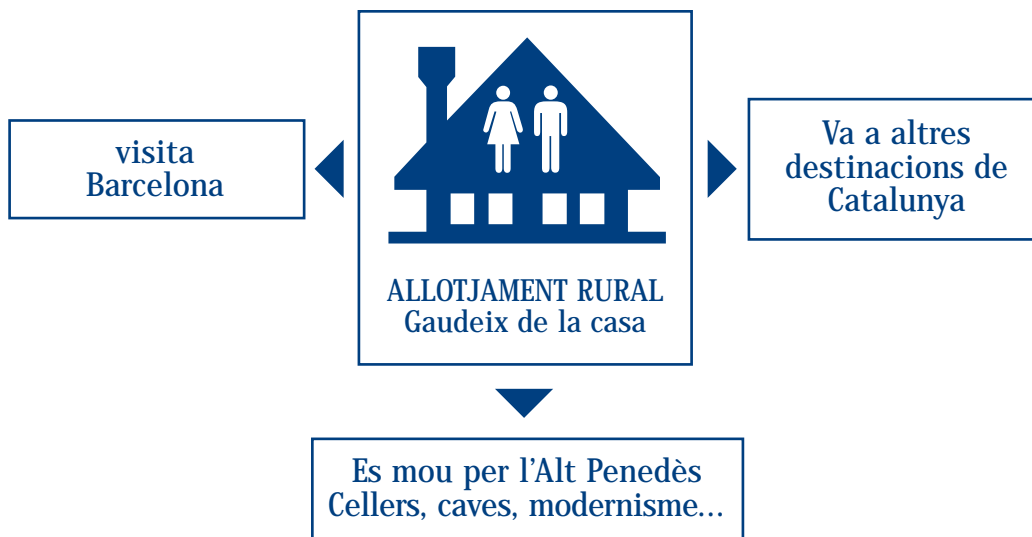 visita
Barcelona
ALLOTJAMENT RURAL
Gaudeix de la casa
Va a altres
destinacions de
Catalunya
Es mou per l’Alt Penedès
Cellers, caves, modernisme...